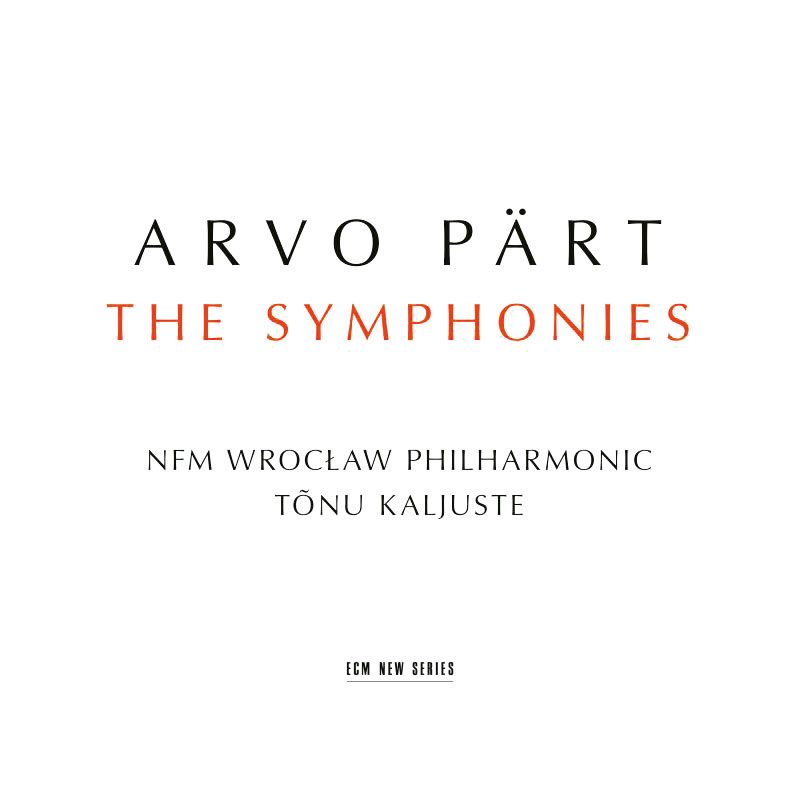 ARVO PÄRT
THE SYMPHONIES
NFM WROCŁAW PHILHARMONIC
TÕNU KALJUSTE
ECM NEW SERIES